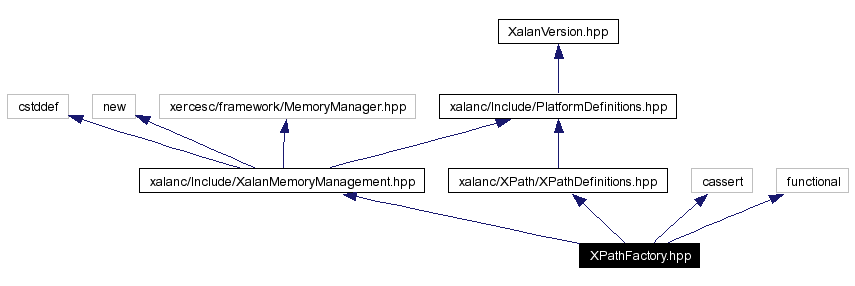 XalanVersion.hpp
cstddef
new
xercesc/framework/MemoryManager.hpp
xalanc/Include/PlatformDefinitions.hpp
xalanc/Include/XalanMemoryManagement.hpp
xalanc/XPath/XPathDefinitions.hpp
cassert
functional
XPathFactory.hpp